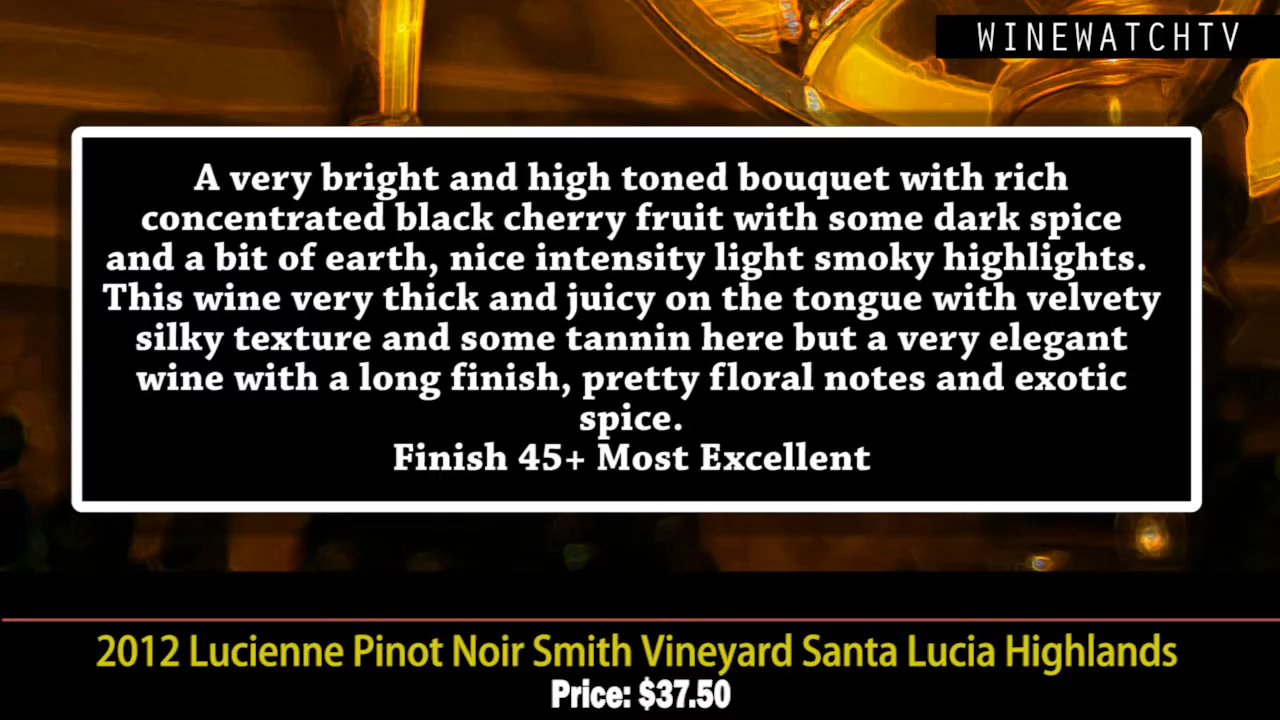 WINEWATCHTV
A very bright and high toned bouquet with rich
concentrated black cherry fruit with some dark spice
and a bit of earth, nice intensity light smoky highlights.
This wine very thick and juicy on the tongue with velvety
silky texture and some tannin here but a very elegant
wine with a long finish, pretty floral notes and exotic
spice.
Finish 45+ Most Excellent
2012 Lucienne Pinot Noir Smith Vineyard Santa Lucia Highlands
Price: $37.50